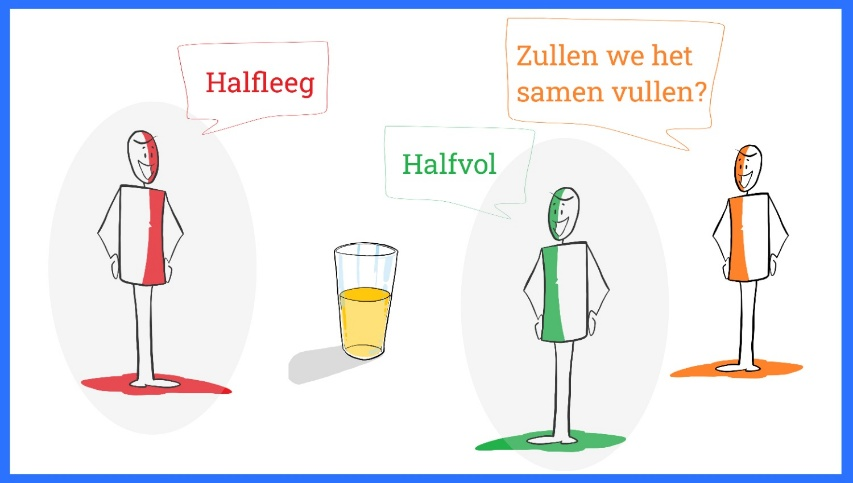 Halfleeg
Halfvol
Zullen we het
samen vullen?